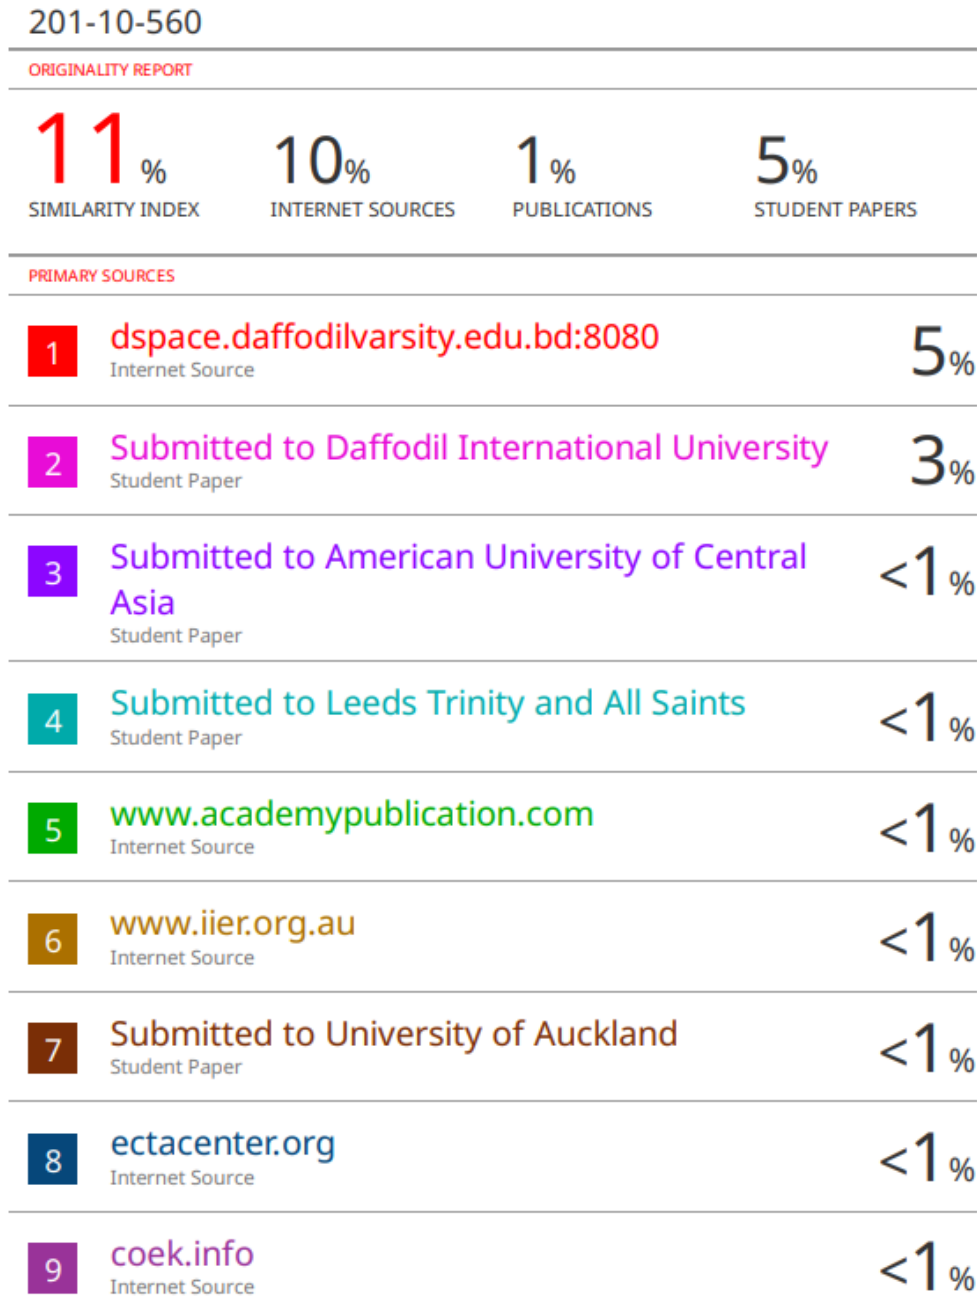 201-10-560
ORIGINALITY REPORT
11% 10% 1% 5%
SIMILARITY INDEX INTERNET SOURCES PUBLICATIONS STUDENT PAPERS
PRIMARY SOURCES
1 dspace.daffodilvarsity.edu.bd:8080 5%
Internet Source
2 Submitted to Daffodil International University 3%
Student Paper
3 Submitted to American University of Central <1%
Asia
Student Paper
4 Submitted to Leeds Trinity and All Saints <1%
Student Paper
5 www.academypublication.com <1%
Internet Source
6 www.iier.org.au <1%
Internet Source
7 Submitted to University of Auckland <1%
Student Paper
8 ectacenter.org <1%
Internet Source
9 coek.info <1%
Internet Source